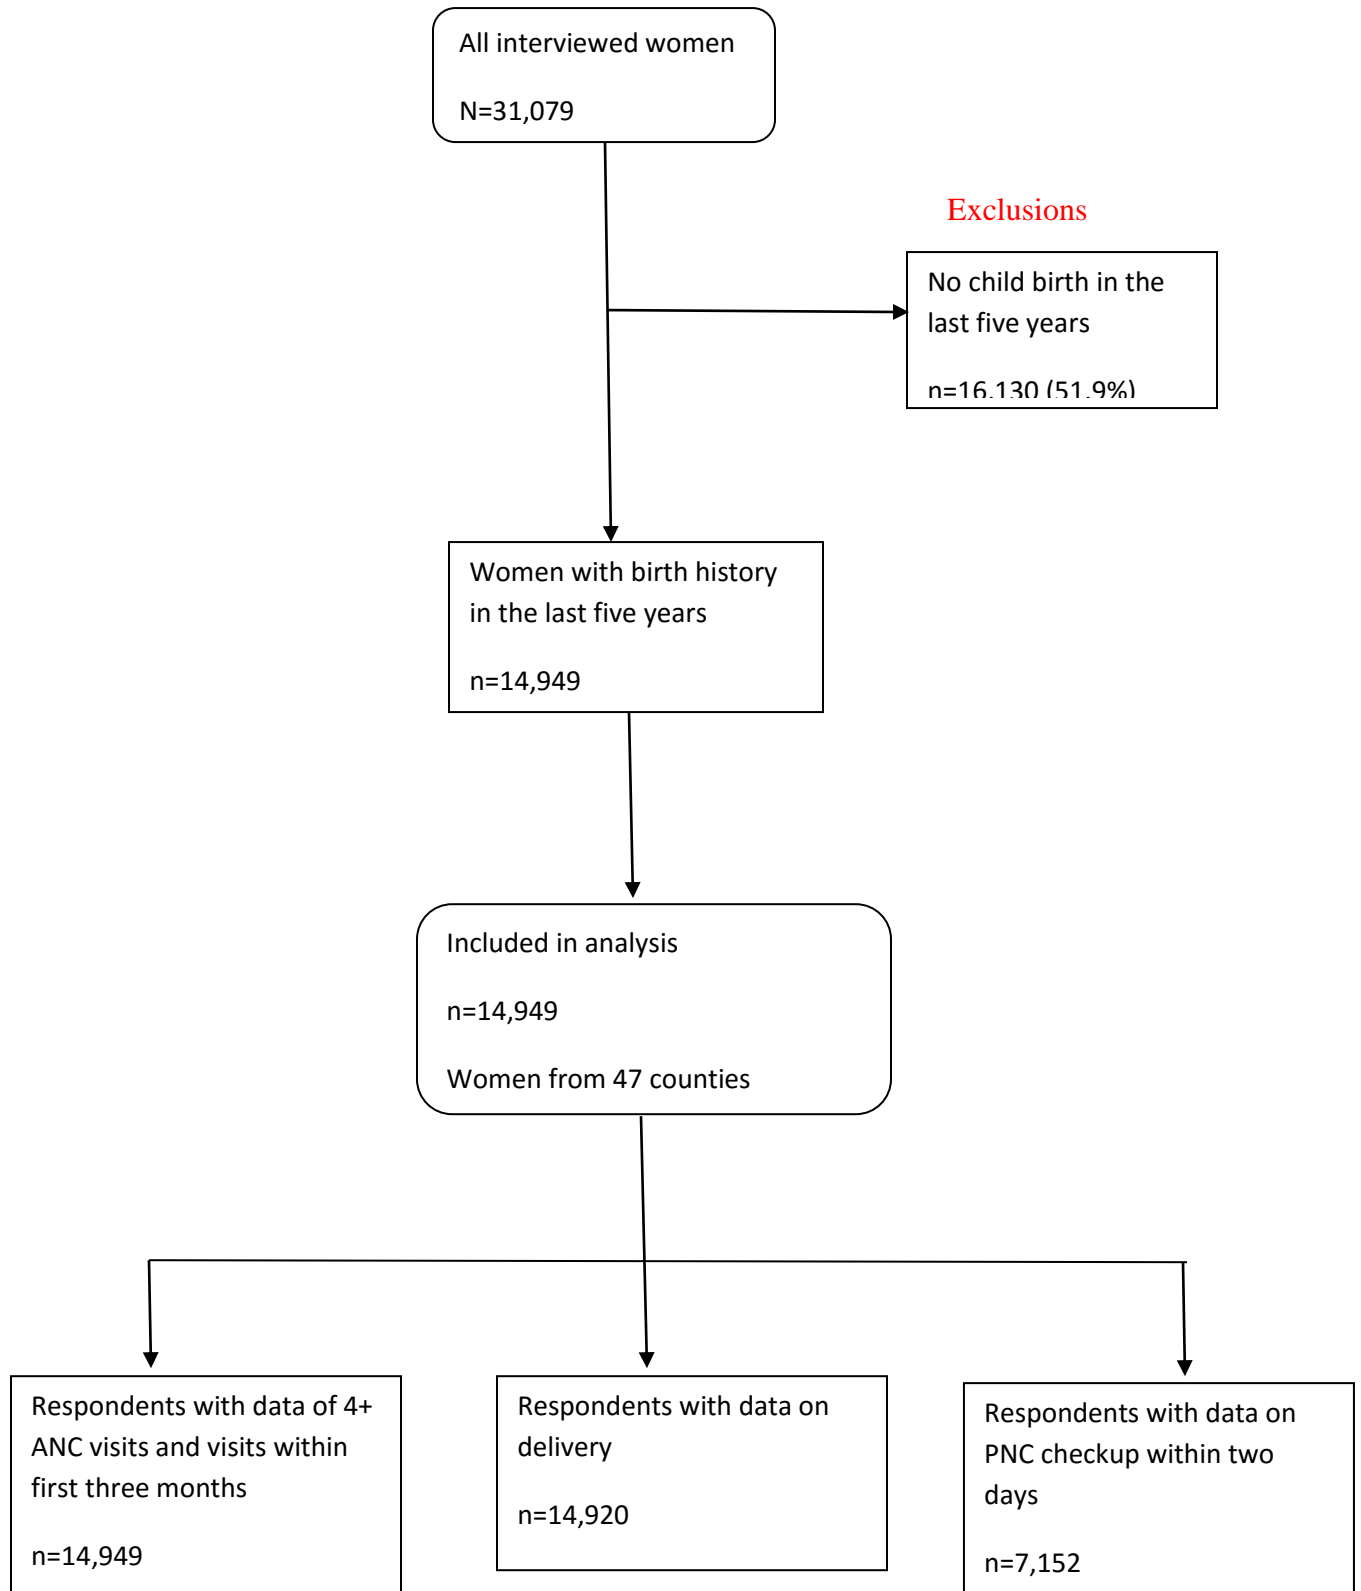 All interviewed women
N=31,079
Exclusions
No child birth in the
last five years
n=16,130 (51.9%)
Women with birth history
in the last five years
n=14,949
Included in analysis
n=14,949
Women from 47 counties
Respondents with data of 4+
ANC visits and visits within
first three months
n=14,949
Respondents with data on
delivery
n=14,920
Respondents with data on
PNC checkup within two
days
n=7,152